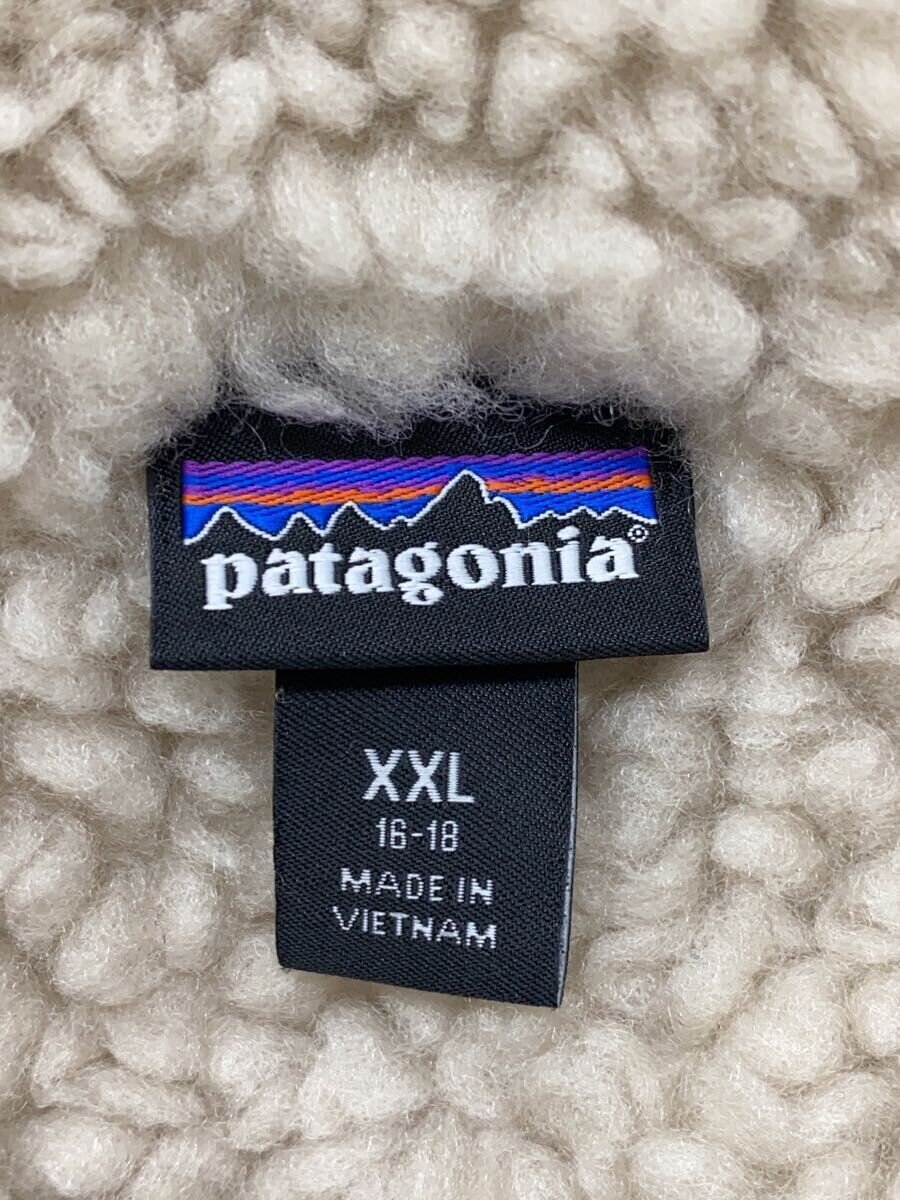 patagonia®
XXL
16-18
MADE IN
VIETNAM